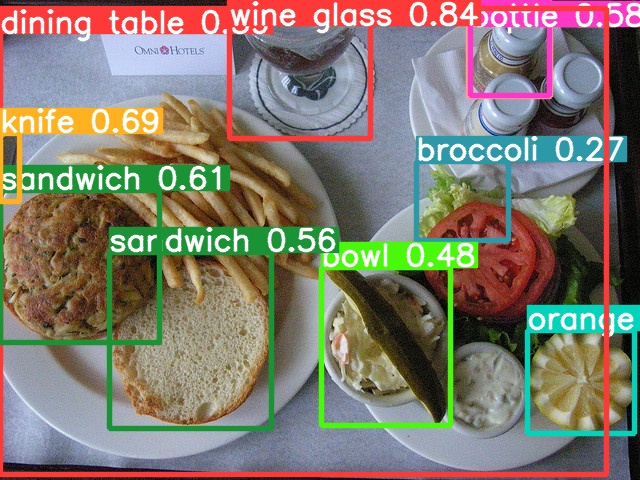 dining table 0.
wine glass 0.84
bottle 0.58
OMNI HOTELS
knife 0.69
broccoli 0.27
sandwich 0.61
sandwich 0.56
bowl 0.48
orange